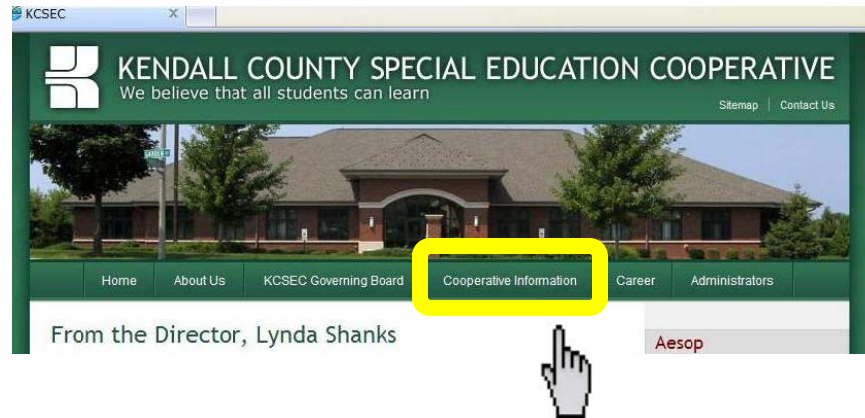 KCSEC
KENDALL COUNTY SPECIAL EDUCATION COOPERATIVE
We believe that all students can learn
Sitemap | Contact Us
Home About Us KCSEC Governing Board Cooperative Information Career Administrators
From the Director, Lynda Shanks
Aesop